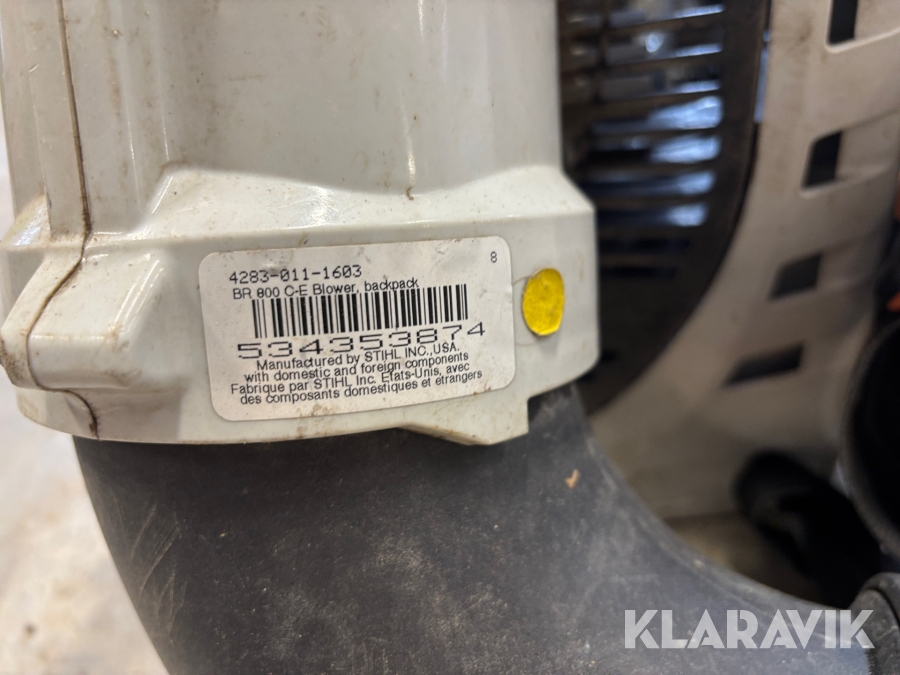 4283-011-1603
8
BR 800 C-E Blower, backpack
534353874
Manufactured by STIHL INC., USA.
with domestic and foreign components
Fabrique par STIHL Inc. Etats-Unis, avec
des composants domestiques et etrangers
KLARAVIK